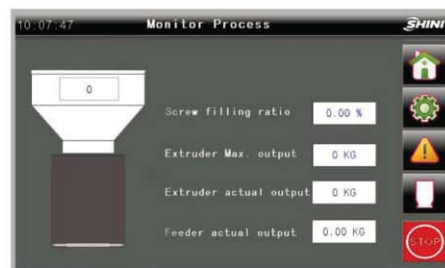 10:07:47 Monitor Process SHINI
0
Screw filling ratio 0.00 %
Extruder Max. output 0 KG
Extruder actual output 0 KG
Feeder actual output 0.00 KG
STOP